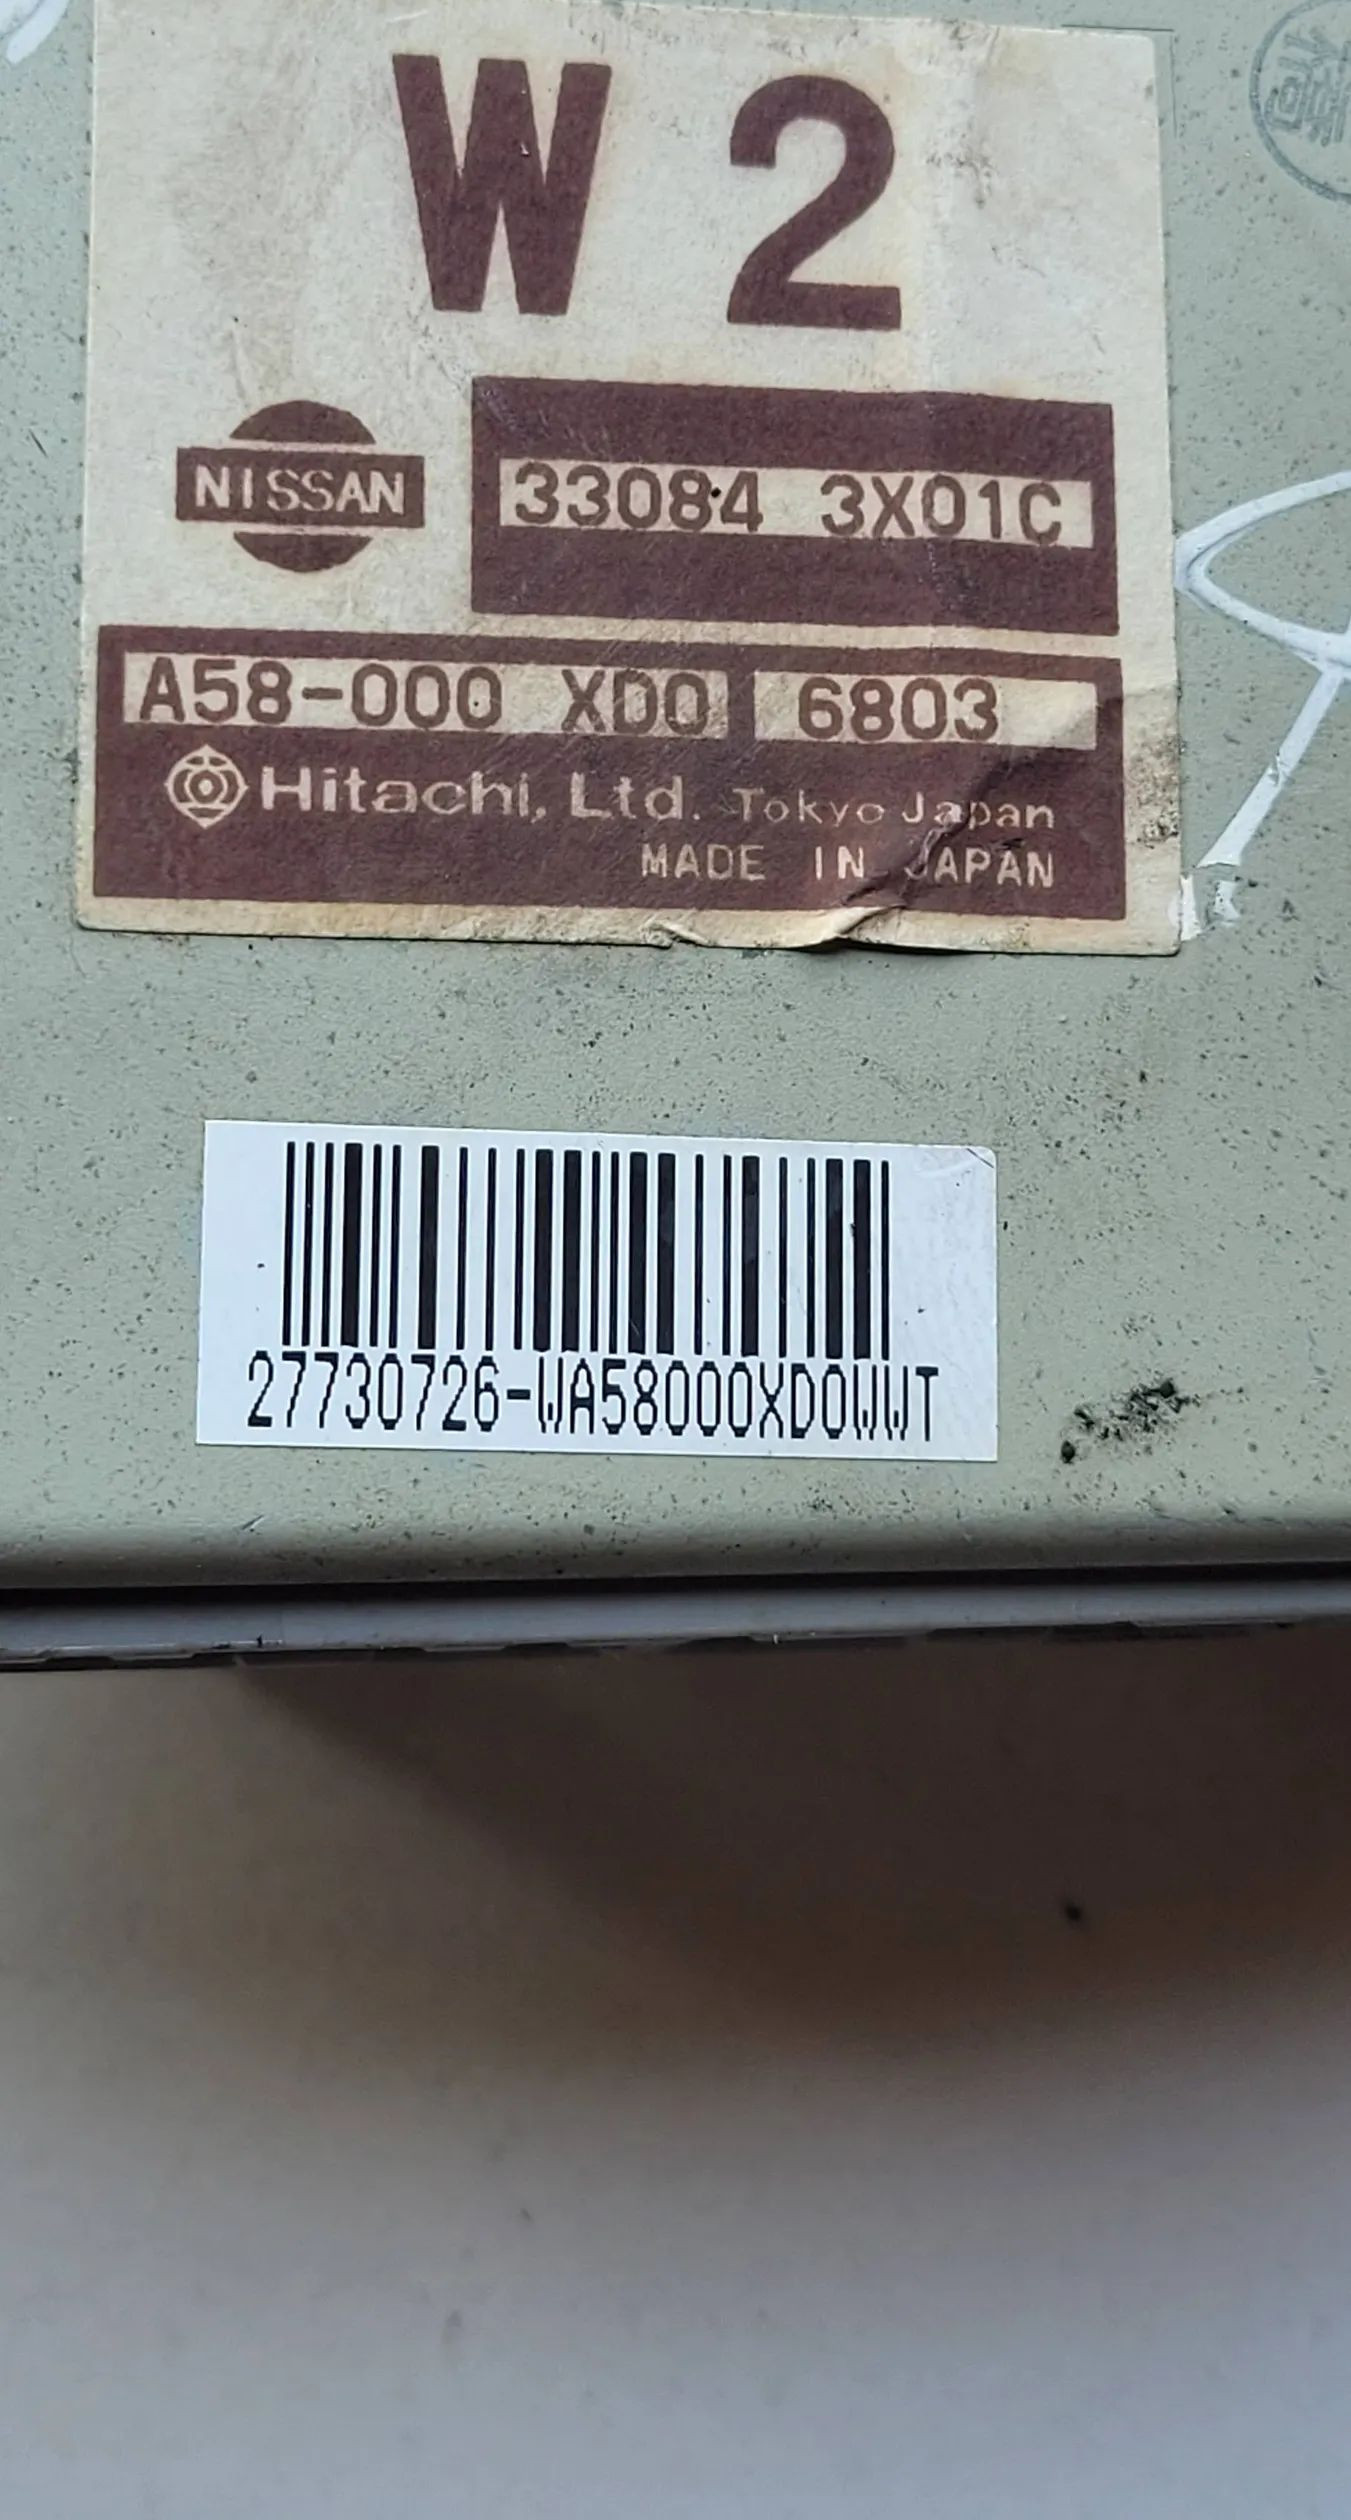 W 2
NISSAN
33084 3X01C
A58-000 XD0 6803
Hitachi, Ltd. Tokyo Japan
MADE IN JAPAN
27730726-WA58000XD0WWT